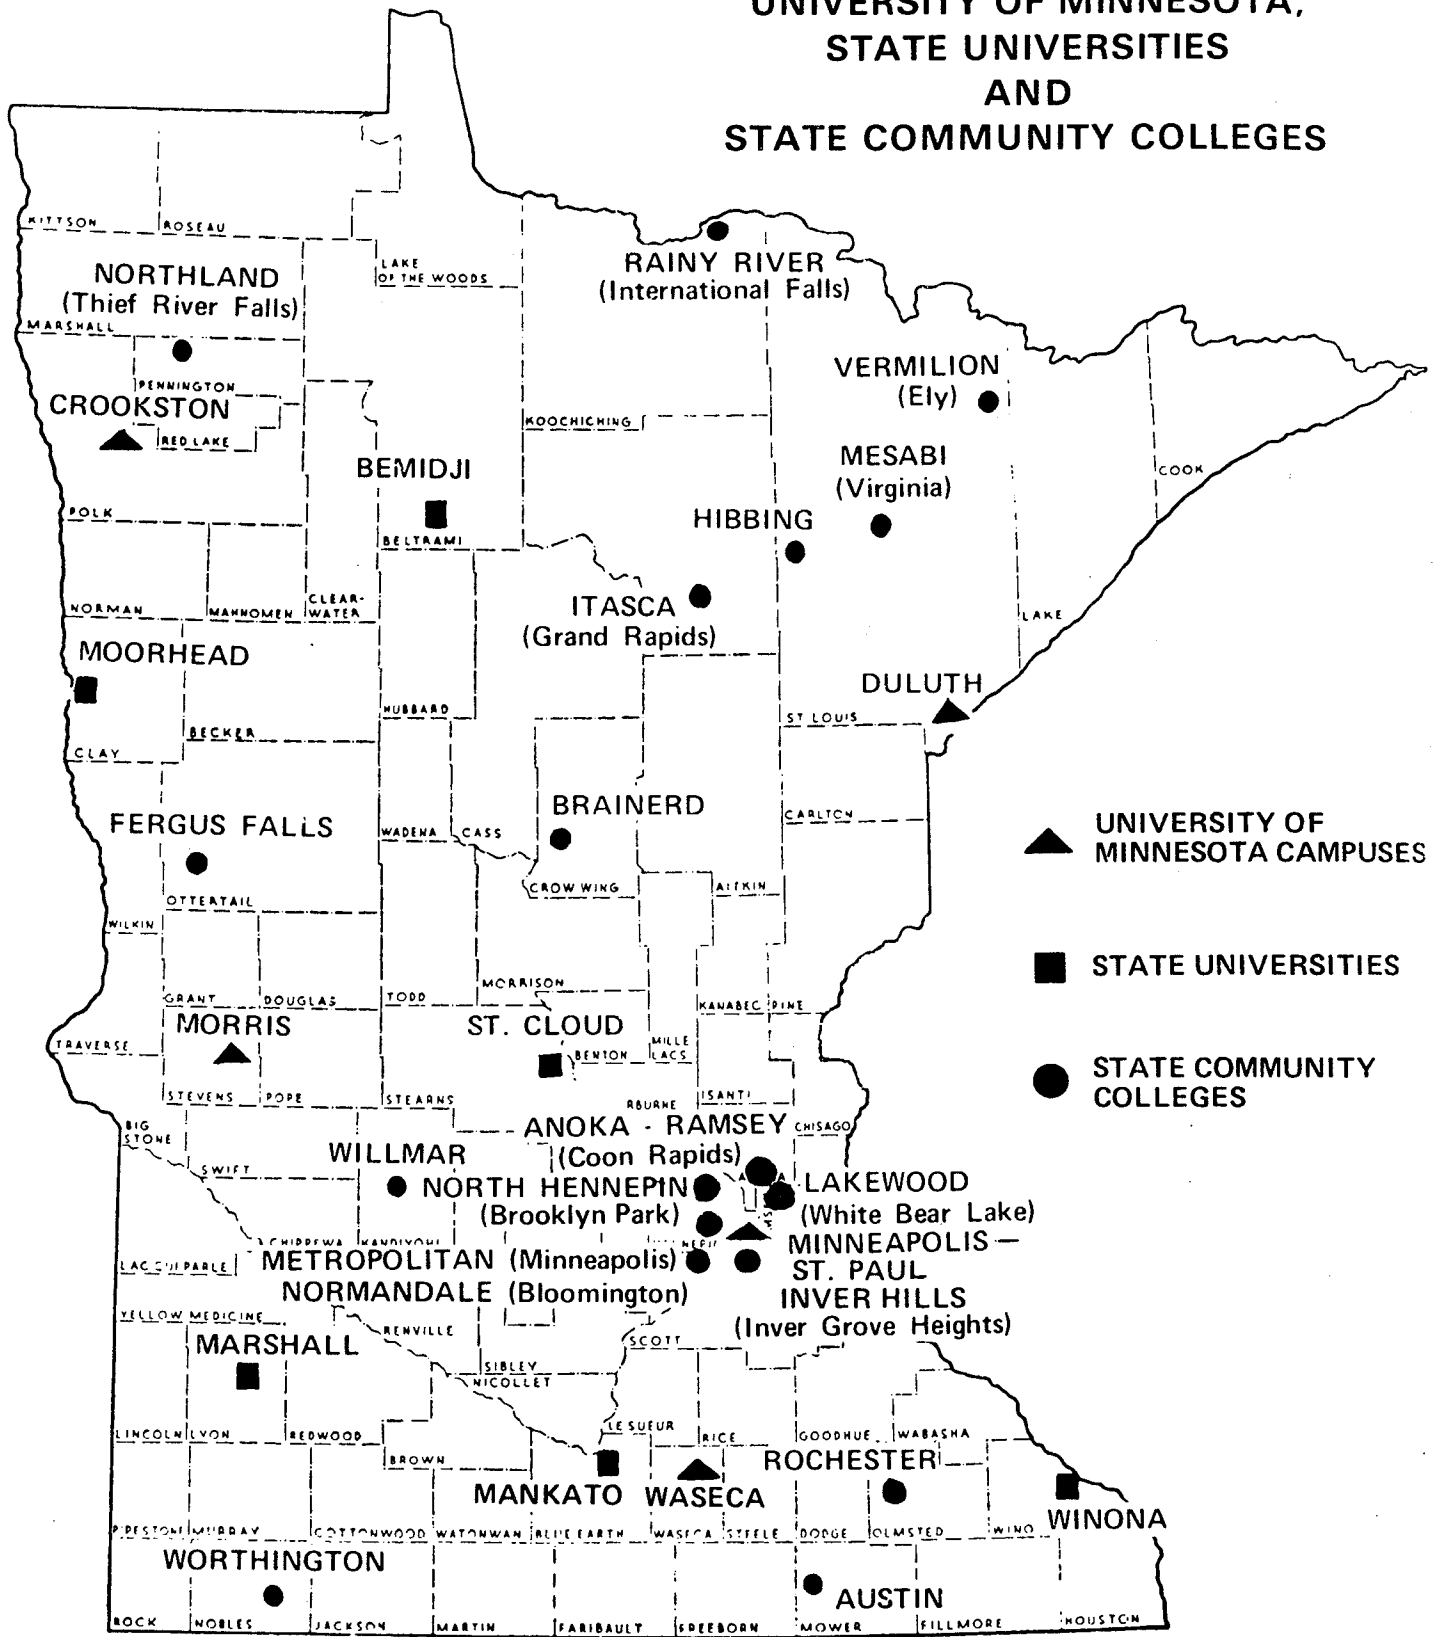 UNIVERSITY OF MINNESOTA,
STATE UNIVERSITIES
AND
STATE COMMUNITY COLLEGES
KITTSON
ROSEAU
LAKE
OF THE WOODS
NORTHLAND
(Thief River Falls)
RAINY RIVER
(International Falls)
MARSHALL
PENNINGTON
CROOKSTON
RED LAKE
VERMILION
(Ely)
KOOCHICHING
BEMIDJI
MESABI
(Virginia)
COOK
POLK
BELTRAMI
HIBBING
NORMAN
MAHNOMEN
CLEAR-
WATER
ITASCA
(Grand Rapids)
LAKE
MOORHEAD
DULUTH
HUBBARD
ST LOUIS
BECKER
CLAY
BRAINERD
FERGUS FALLS
WADENA
CASS
CARLTON
UNIVERSITY OF
MINNESOTA CAMPUSES
CROW WING
AITKIN
OTTERTAIL
WILKIN
STATE UNIVERSITIES
MORRISON
GRANT
DOUGLAS
TODD
KANABEC
PINE
MORRIS
ST. CLOUD
TRAVERSE
BENTON
MILLE
LACS
STATE COMMUNITY
COLLEGES
STEVENS
POPE
STEARNS
RBURNE
ISANTI
BIG
STONE
ANOKA - RAMSEY
(Coon Rapids)
CHISAGO
SWIFT
WILLMAR
NORTH HENNEPIN
(Brooklyn Park)
LAKEWOOD
(White Bear Lake)
CHIPPEWA
KANDIYOHI
MINNEAPOLIS —
ST. PAUL
LAC QUI PARLE
METROPOLITAN (Minneapolis)
NORMANDALE (Bloomington)
INVER HILLS
(Inver Grove Heights)
YELLOW MEDICINE
RENVILLE
MARSHALL
SCOTT
SIBLEY
NICOLLET
LINCOLN
LYON
REDWOOD
BROWN
LE SUEUR
RICE
GOODHUE
WABASHA
ROCHESTER
MANKATO
WASECA
WINONA
PIPESTONE
MURRAY
COTTONWOOD
WATONWAN
BLUE EARTH
WASECA
STEELE
DODGE
OLMSTED
WINO
WORTHINGTON
AUSTIN
ROCK
NOBLES
JACKSON
MARTIN
FARIBAULT
FREEBORN
MOWER
FILLMORE
HOUSTON